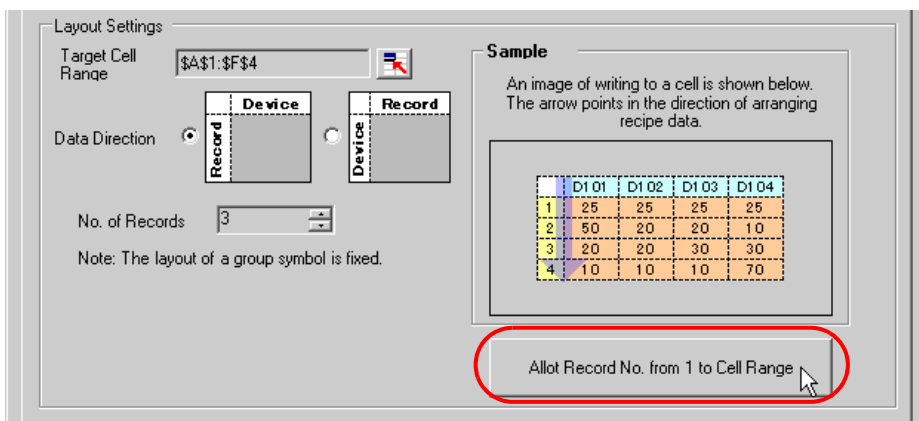 Layout Settings
Target Cell
Range
$A$1:$F$4
Device
Record
Record
Device
Data Direction
No. of Records
3
Note: The layout of a group symbol is fixed.
Sample
An image of writing to a cell is shown below.
The arrow points in the direction of arranging
recipe data.
D101 D102 D103 D104
1 25 25 25 25
2 50 20 20 10
3 20 20 30 30
4 10 10 10 70
Allot Record No. from 1 to Cell Range